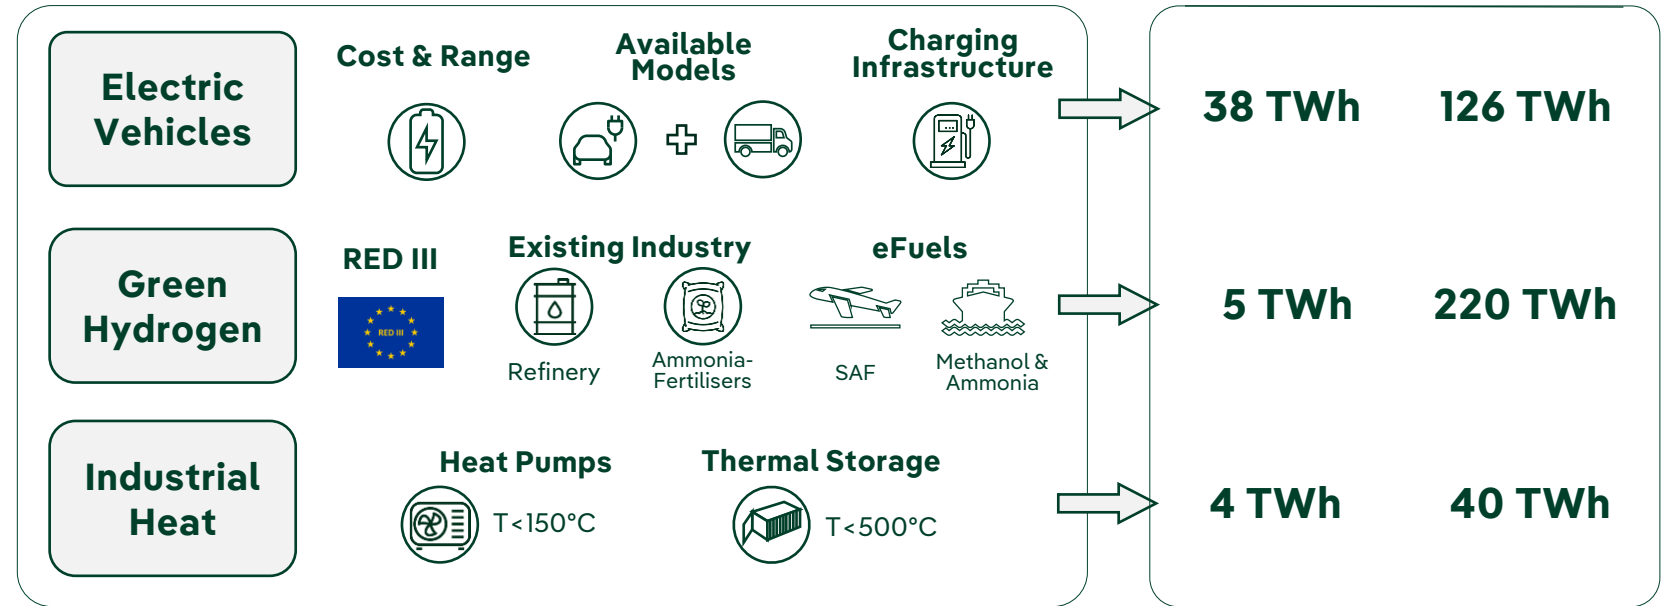 Electric
Vehicles
Cost & Range
Available
Models
Charging
Infrastructure
38 TWh
126 TWh
Green
Hydrogen
RED III
RED III
Existing Industry
Refinery
Ammonia-
Fertilisers
eFuels
SAF
Methanol &
Ammonia
5 TWh
220 TWh
Industrial
Heat
Heat Pumps
T<150°C
Thermal Storage
T<500°C
4 TWh
40 TWh